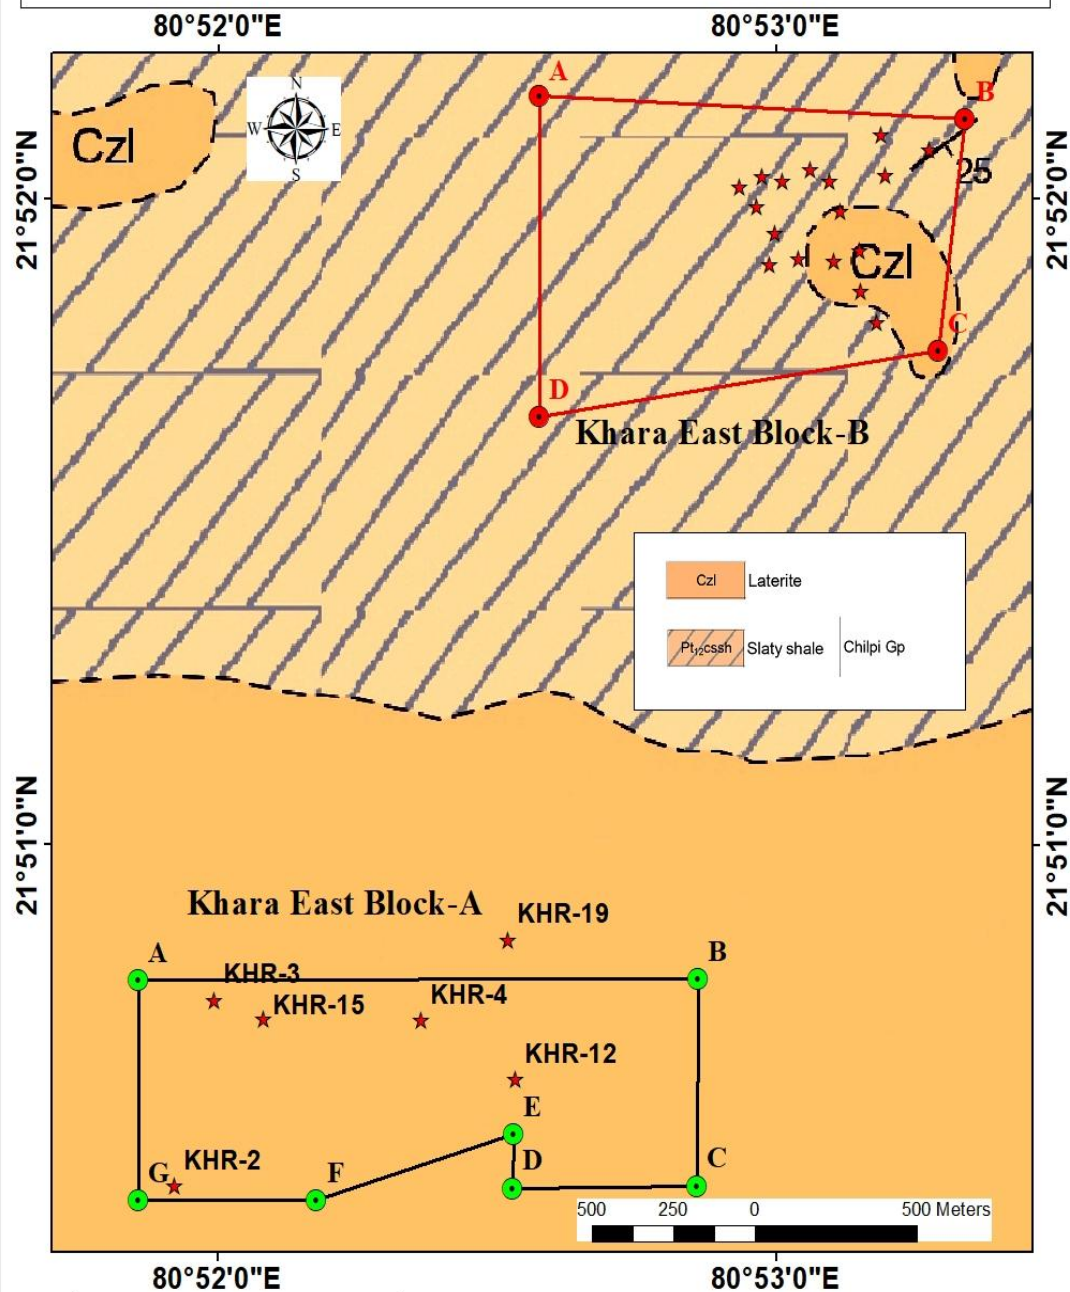 80°52'0"E 80°53'0"E
N
W E
S
Czl
A
B
21°52'0"N
21°52'0"N
25
Czl
C
D
Khara East Block-B
Czl Laterite
Pt₁₂cssh Slaty shale Chilpi Gp
21°51'0"N
21°51'0"N
Khara East Block-A
KHR-19
A
B
KHR-3
KHR-15
KHR-4
KHR-12
E
D
C
G
KHR-2
F
500 250 0 500 Meters
80°52'0"E 80°53'0"E